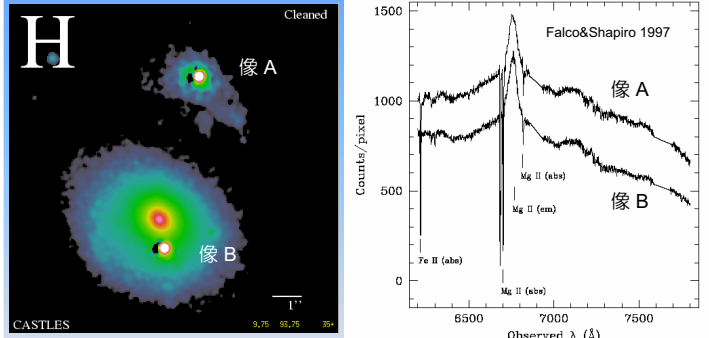 H
Cleaned
像 A
像 B
1"
CASTLES
9.75 93.75 35+
1500
1000
500
0
Counts/pixel
Falco&Shapiro 1997
像 A
像 B
Mg II (abs)
Mg II (em)
Fe II (abs)
Mg II (abs)
6500
7000
7500
Observed λ (Å)